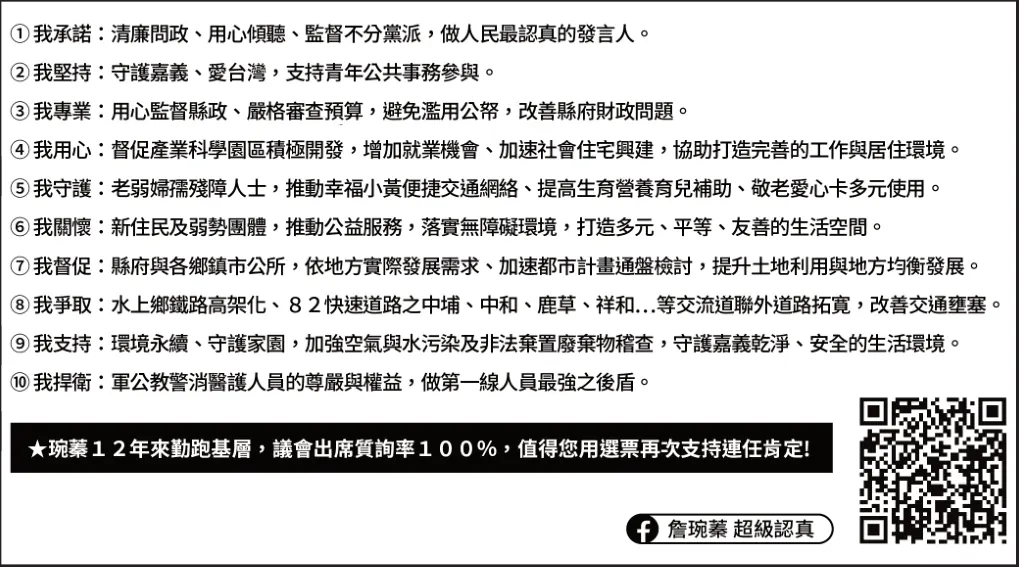 ① 我承諾：清廉問政、用心傾聽、監督不分黨派，做人民最認真的發言人。
② 我堅持：守護嘉義、愛台灣，支持青年公共事務參與。
③ 我專業：用心監督縣政、嚴格審查預算，避免濫用公帑，改善縣府財政問題。
④ 我用心：督促產業科學園區積極開發，增加就業機會、加速社會住宅興建，協助打造完善的工作與居住環境。
⑤ 我守護：老弱婦孺殘障人士，推動幸福小黃便捷交通網絡、提高生育營養育兒補助、敬老愛心卡多元使用。
⑥ 我關懷：新住民及弱勢團體，推動公益服務，落實無障礙環境，打造多元、平等、友善的生活空間。
⑦ 我督促：縣府與各鄉鎮市公所，依地方實際發展需求、加速都市計畫通盤檢討，提升土地利用與地方均衡發展。
⑧ 我爭取：水上鄉鐵路高架化、８２快速道路之中埔、中和、鹿草、祥和…等交流道聯外道路拓寬，改善交通壅塞。
⑨ 我支持：環境永續、守護家園，加強空氣與水污染及非法棄置廢棄物稽查，守護嘉義乾淨、安全的生活環境。
⑩ 我捍衛：軍公教警消醫護人員的尊嚴與權益，做第一線人員最強之後盾。
★琬蓁１２年來勤跑基層，議會出席質詢率１００％，值得您用選票再次支持連任肯定!
詹琬蓁 超級認真